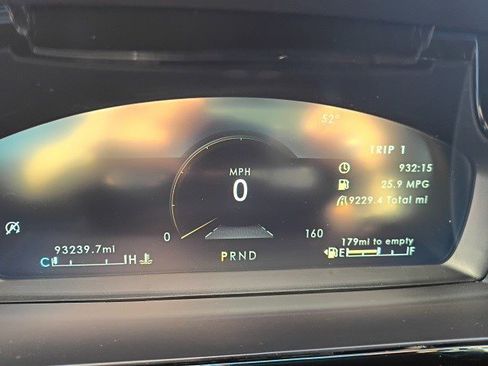 52°
TRIP 1
932:15
25.9 MPG
9229.4 Total mi
MPH
0
0
160
93239.7mi
179mi to empty
C H
PRND
E F